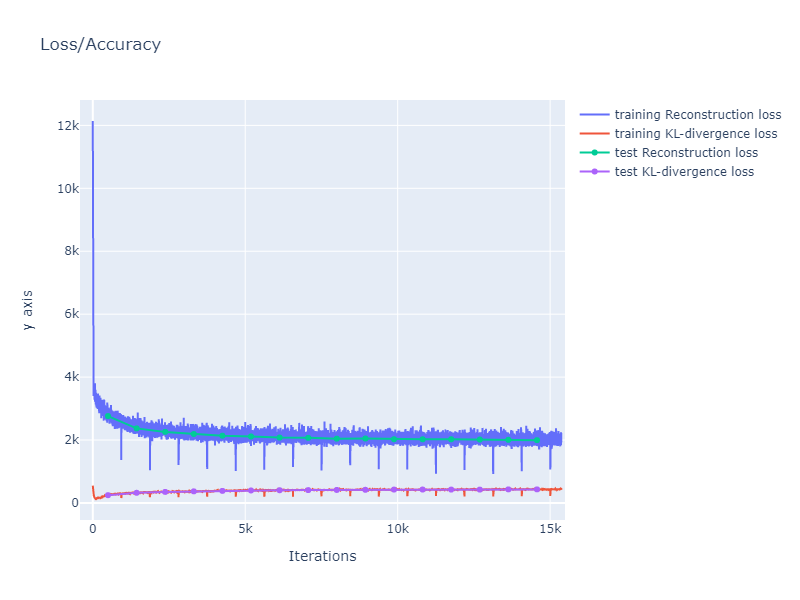 Loss/Accuracy
training Reconstruction loss
training KL-divergence loss
test Reconstruction loss
test KL-divergence loss
12k
10k
8k
6k
4k
2k
0
y axis
0
5k
10k
15k
Iterations